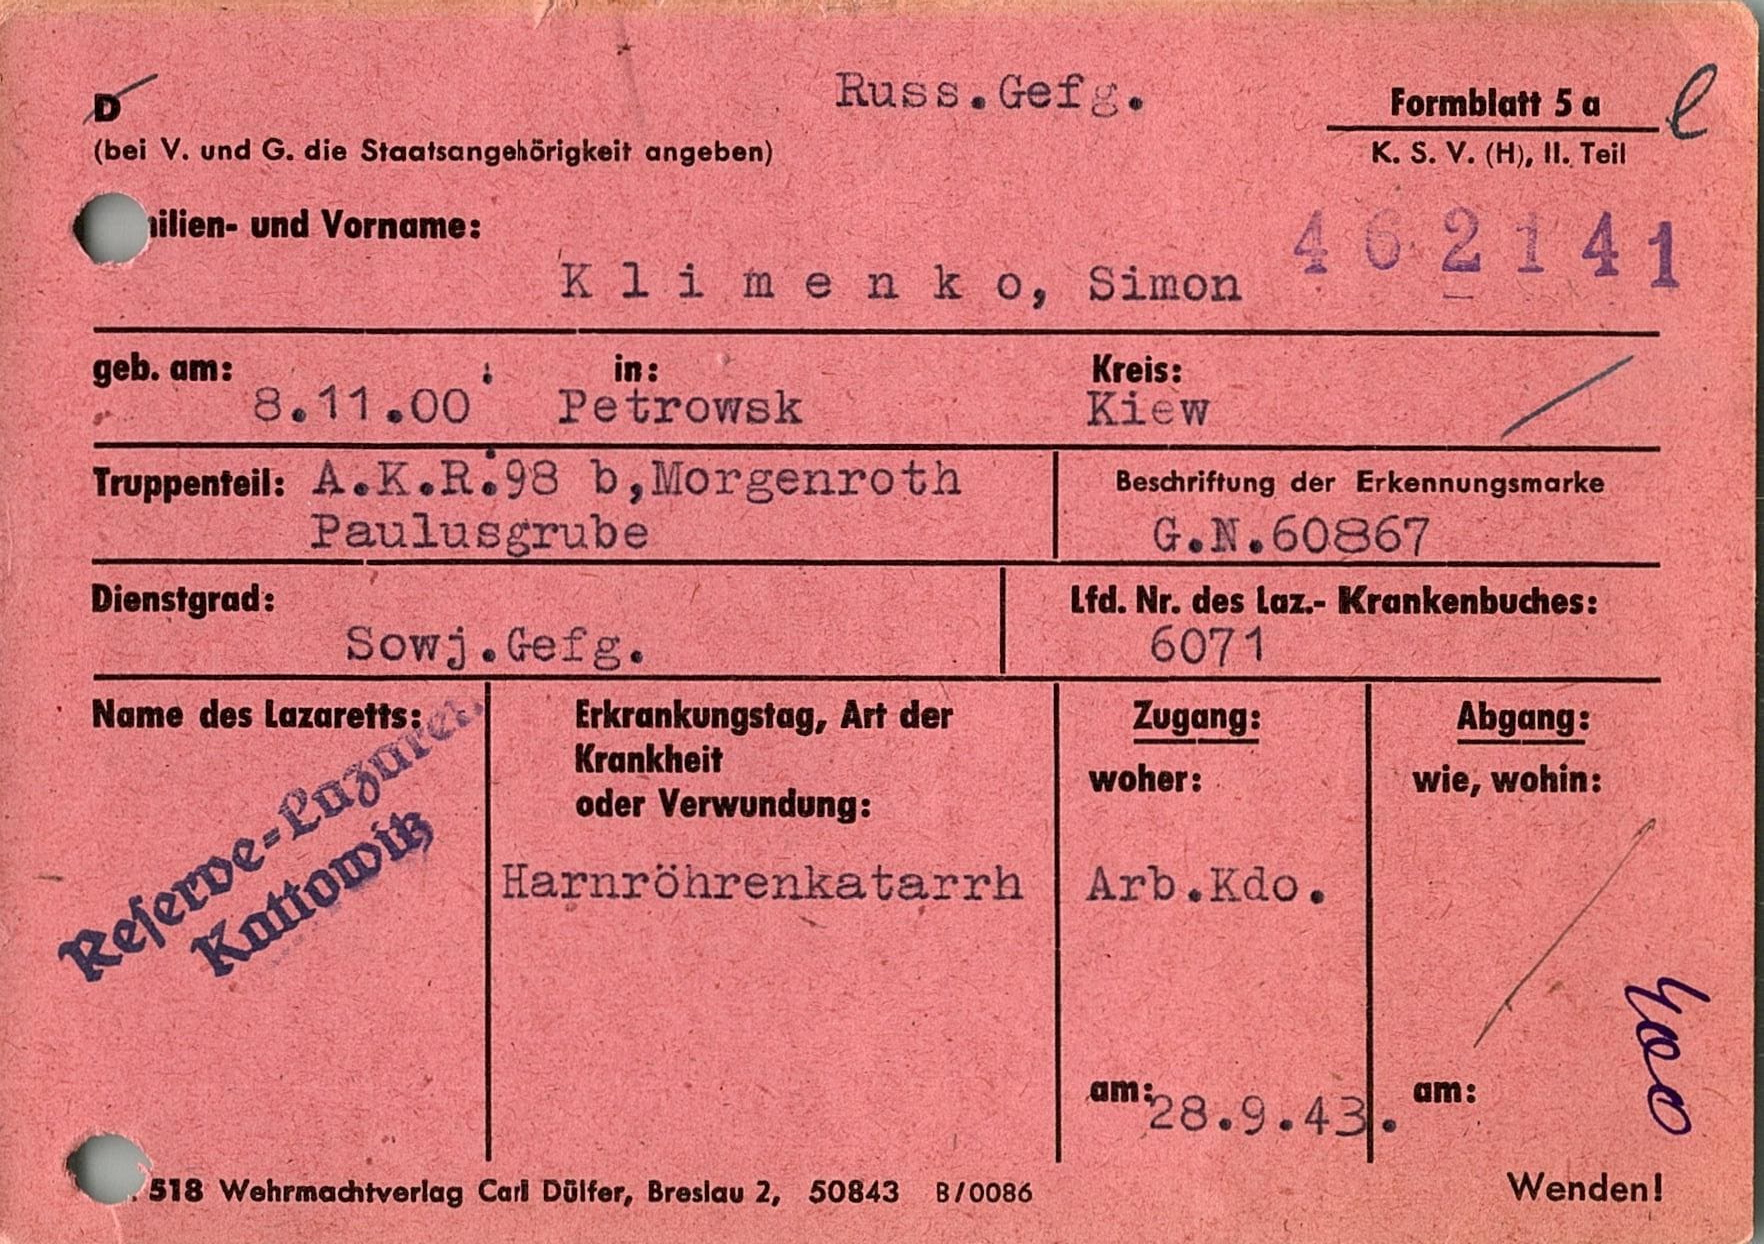 Russ.Gefg.
D
Formblatt 5 a
(bei V. und G. die Staatsangehörigkeit angeben)
K. S. V. (H), II. Teil
ilien- und Vorname:
462141
Klimenko, Simon
geb. am: in: Kreis:
8.11.00 Petrowsk Kiew
Truppenteil: A.K.R.98 b,Morgenroth
Paulusgrube
Beschriftung der Erkennungsmarke
G.N.60867
Dienstgrad:
Sowj.Gefg.
Lfd. Nr. des Laz.- Krankenbuches:
6071
Name des Lazaretts:
Reserve-Lazarett
Kattowitz
Erkrankungstag, Art der
Krankheit
oder Verwundung:
Harnröhrenkatarrh
Zugang:
woher:
Arb.Kdo.
am: 28.9.43.
Abgang:
wie, wohin:
am:
518 Wehrmachtverlag Carl Dülfer, Breslau 2, 50843 B/0086
Wenden!